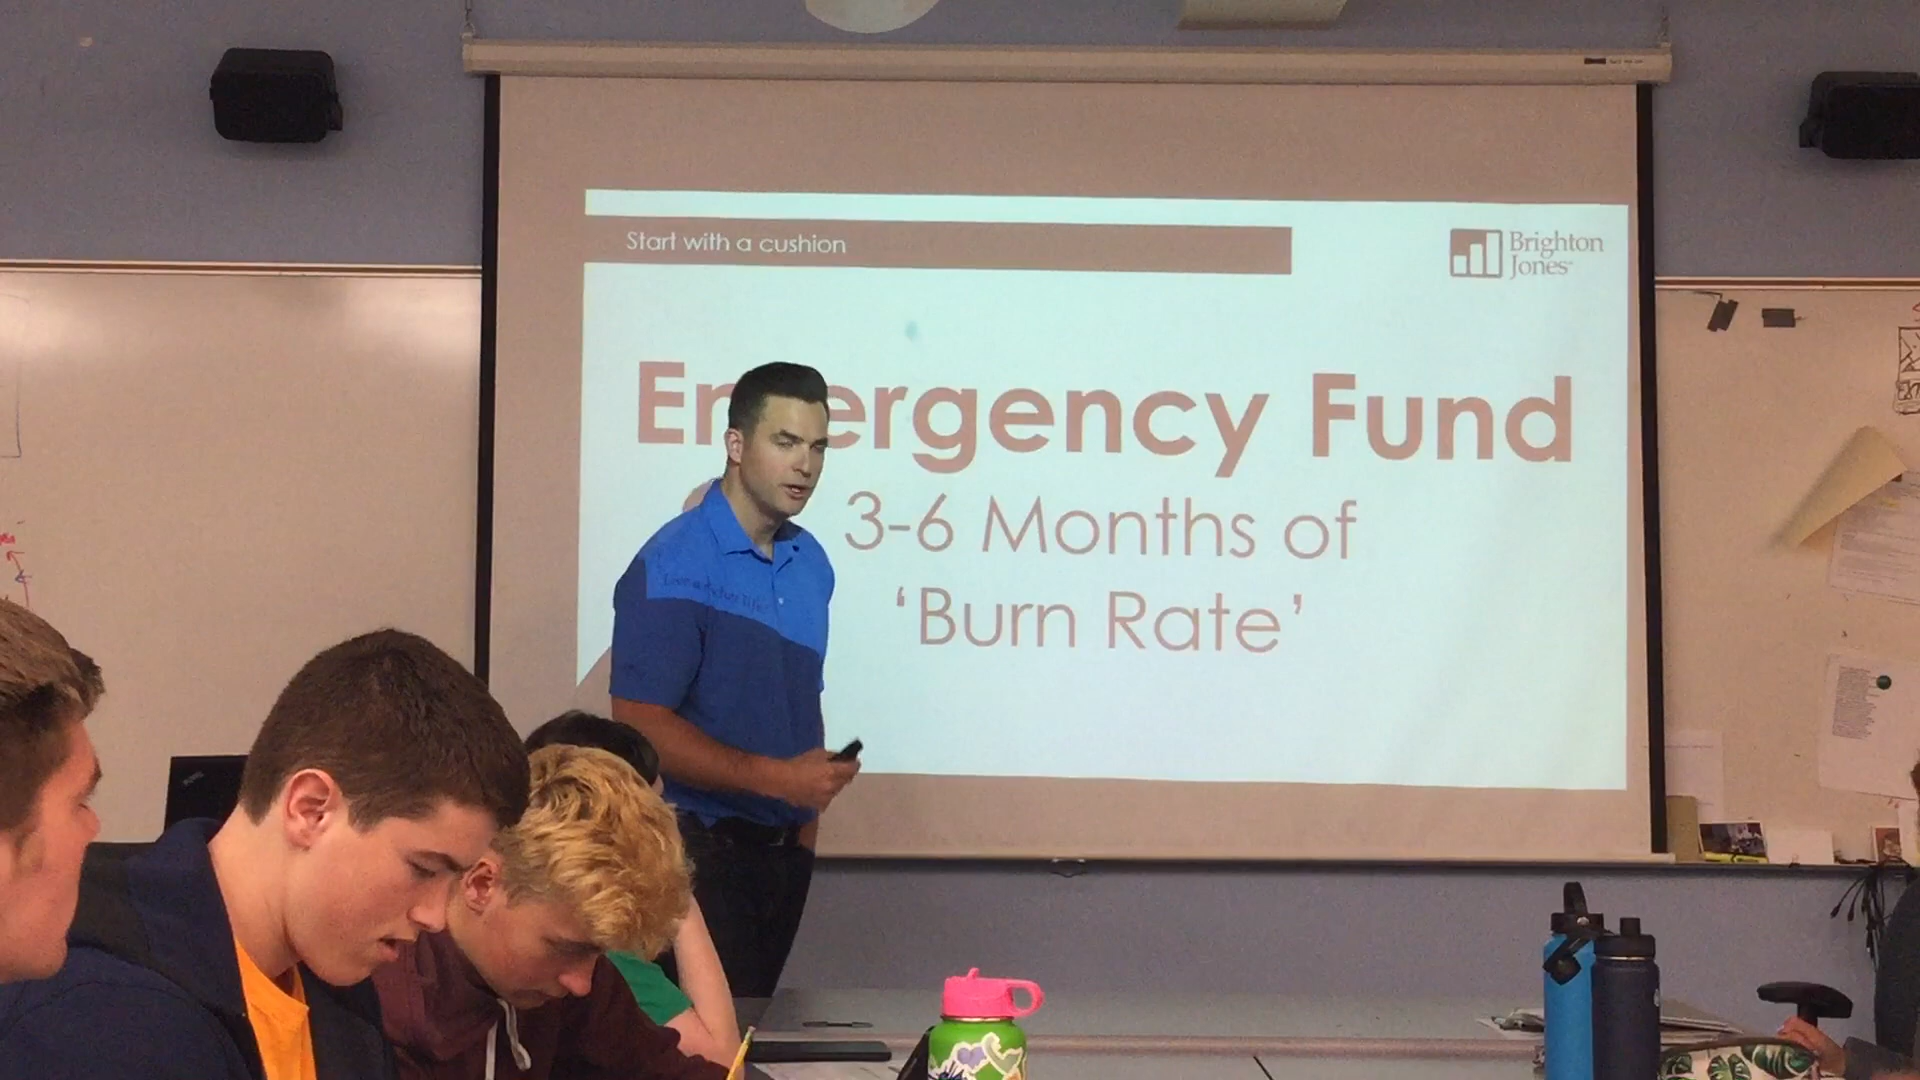 Start with a cushion
Brighton
Jones
Emergency Fund
3-6 Months of
‘Burn Rate’